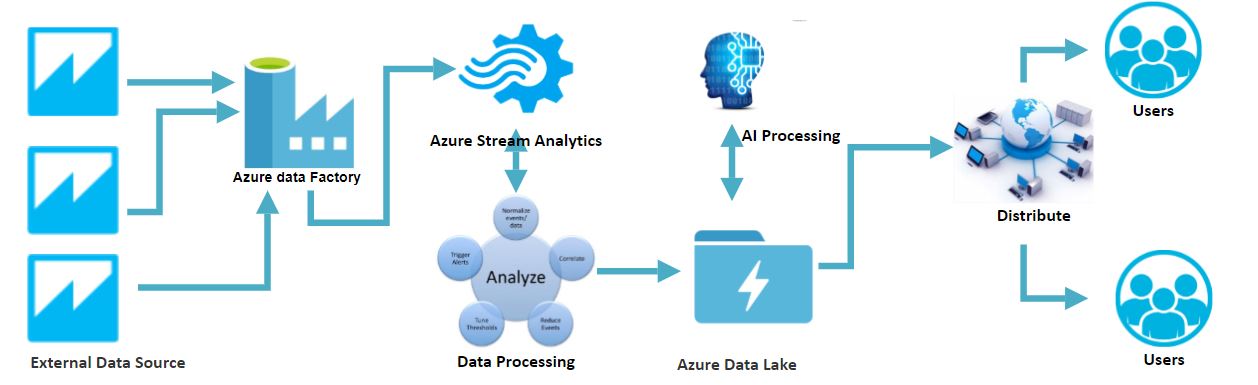 Users
Azure Stream Analytics
AI Processing
Azure data Factory
Normalize
events/
data
Trigger
Alerts
Correlate
Analyze
Tune
Thresholds
Reduce
Events
Distribute
External Data Source
Data Processing
Azure Data Lake
Users